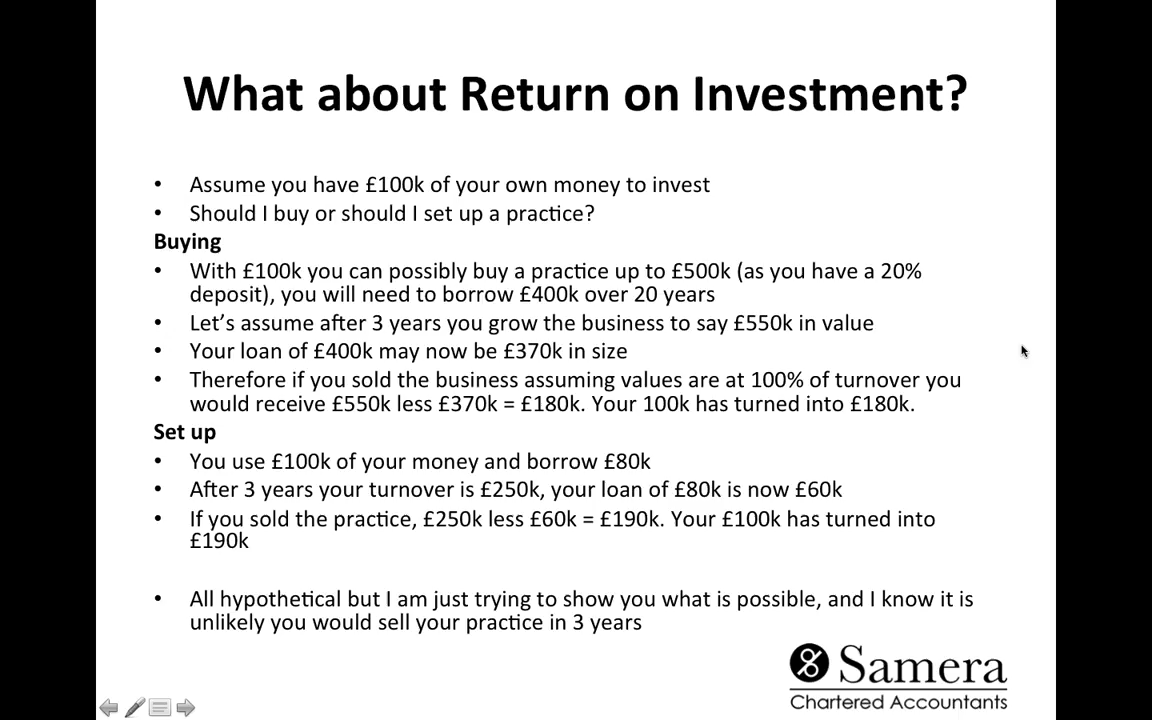 What about Return on Investment?
• Assume you have £100k of your own money to invest
• Should I buy or should I set up a practice?
Buying
• With £100k you can possibly buy a practice up to £500k (as you have a 20%
deposit), you will need to borrow £400k over 20 years
• Let’s assume after 3 years you grow the business to say £550k in value
• Your loan of £400k may now be £370k in size
• Therefore if you sold the business assuming values are at 100% of turnover you
would receive £550k less £370k = £180k. Your 100k has turned into £180k.
Set up
• You use £100k of your money and borrow £80k
• After 3 years your turnover is £250k, your loan of £80k is now £60k
• If you sold the practice, £250k less £60k = £190k. Your £100k has turned into
£190k
• All hypothetical but I am just trying to show you what is possible, and I know it is
unlikely you would sell your practice in 3 years
Samera
Chartered Accountants